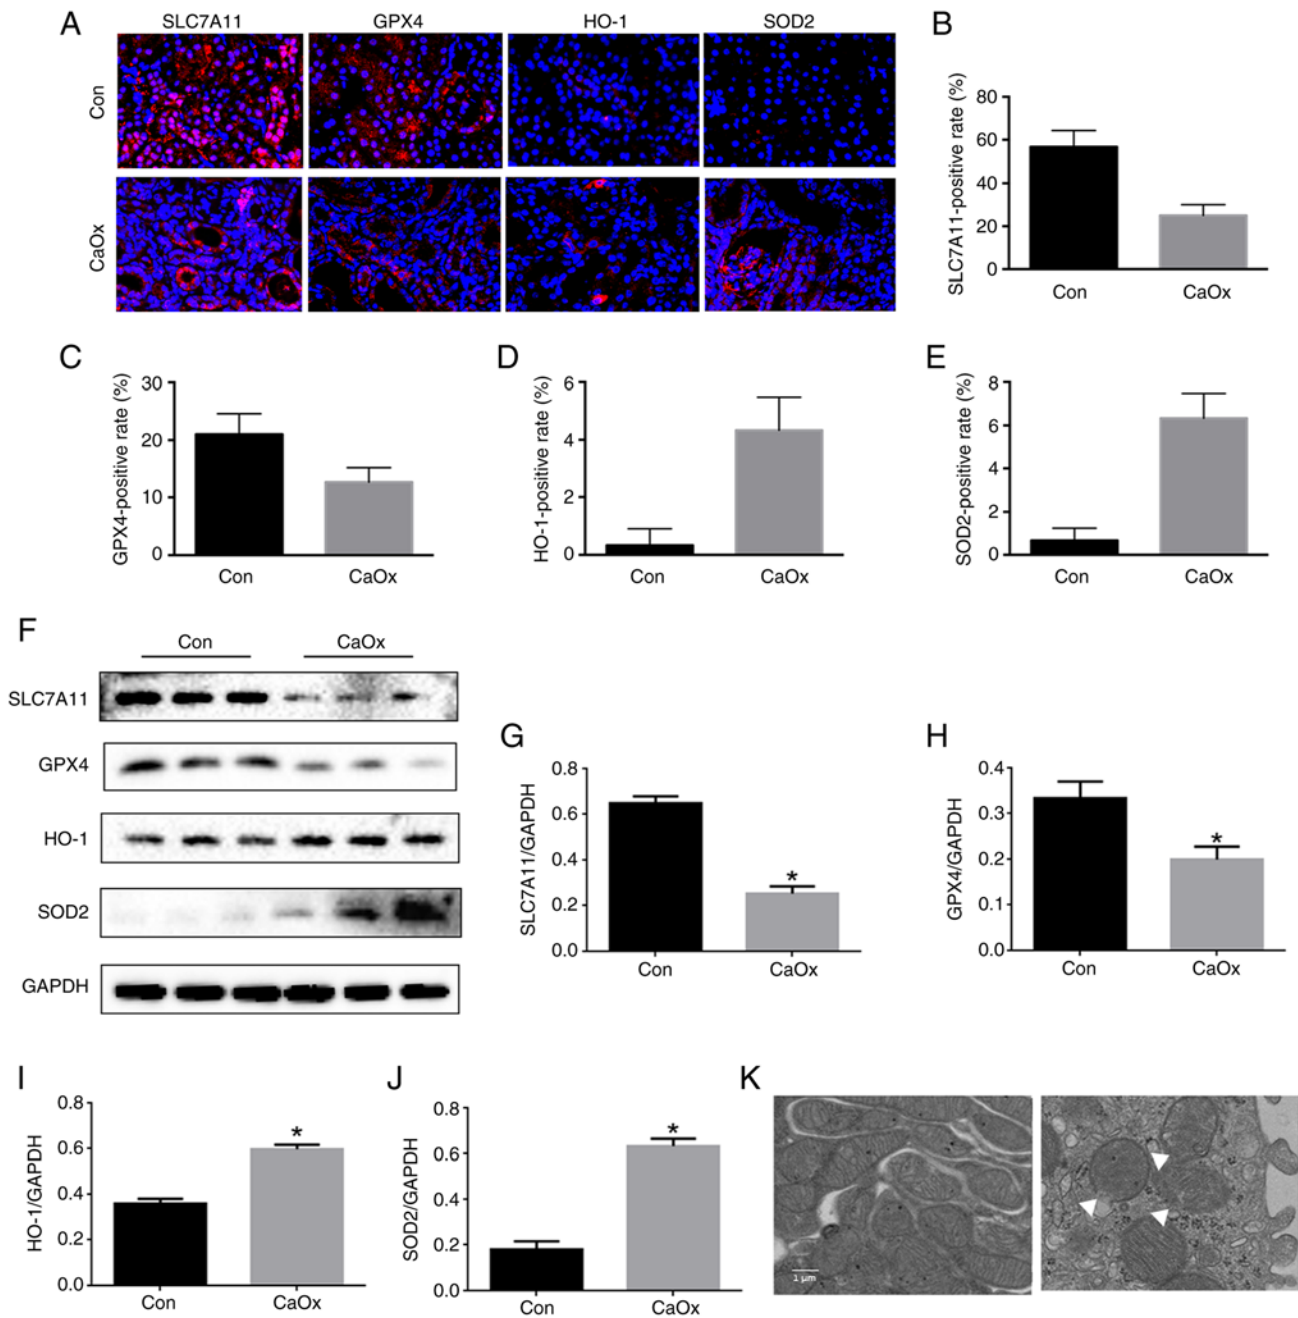 A
SLC7A11 GPX4 HO-1 SOD2
Con
CaOx
B
SLC7A11-positive rate (%)
80
60
40
20
0
Con CaOx
C
GPX4-positive rate (%)
30
20
10
0
Con CaOx
D
HO-1-positive rate (%)
6
4
2
0
Con CaOx
E
SOD2-positive rate (%)
8
6
4
2
0
Con CaOx
F
Con CaOx
SLC7A11
GPX4
HO-1
SOD2
GAPDH
G
SLC7A11/GAPDH
0.8
0.6
0.4
0.2
0.0
*
Con CaOx
H
GPX4/GAPDH
0.4
0.3
0.2
0.1
0.0
*
Con CaOx
I
HO-1/GAPDH
0.8
0.6
0.4
0.2
0.0
*
Con CaOx
J
SOD2/GAPDH
0.8
0.6
0.4
0.2
0.0
*
Con CaOx
K
1 µm